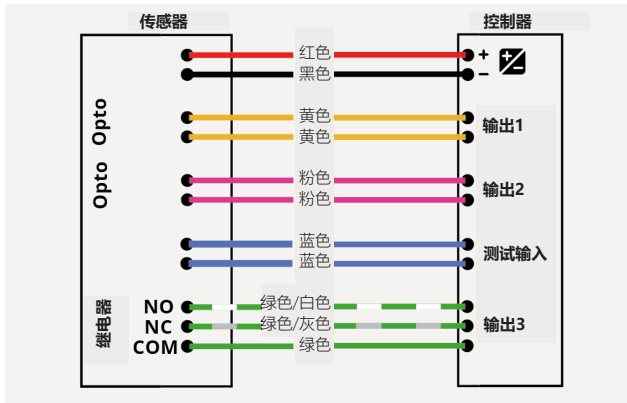 传感器
控制器
红色
+
黑色
−
黄色
黄色
Opto
输出1
粉色
粉色
Opto
输出2
蓝色
蓝色
测试输入
继电器
NO
绿色/白色
NC
绿色/灰色
COM
绿色
输出3